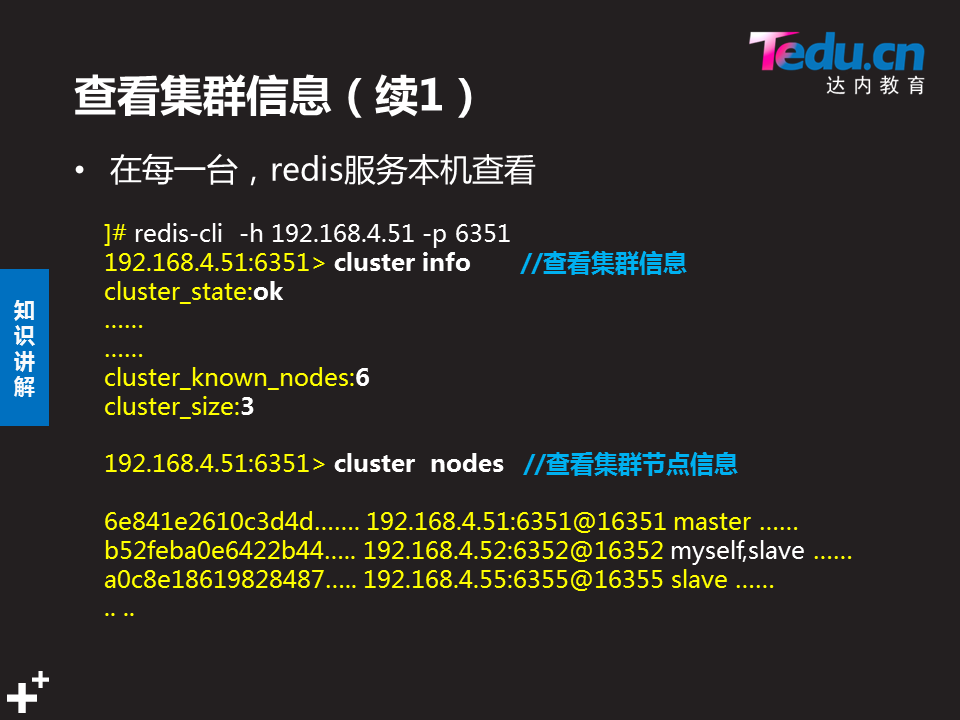 Tedu.cn
达内教育
查看集群信息（续1）
• 在每一台，redis服务本机查看
]# redis-cli -h 192.168.4.51 -p 6351
192.168.4.51:6351> cluster info //查看集群信息
cluster_state:ok
……
……
cluster_known_nodes:6
cluster_size:3
192.168.4.51:6351> cluster nodes //查看集群节点信息
6e841e2610c3d4d……. 192.168.4.51:6351@16351 master ……
b52feba0e6422b44….. 192.168.4.52:6352@16352 myself,slave ……
a0c8e18619828487….. 192.168.4.55:6355@16355 slave ……
.. ..
知识讲解